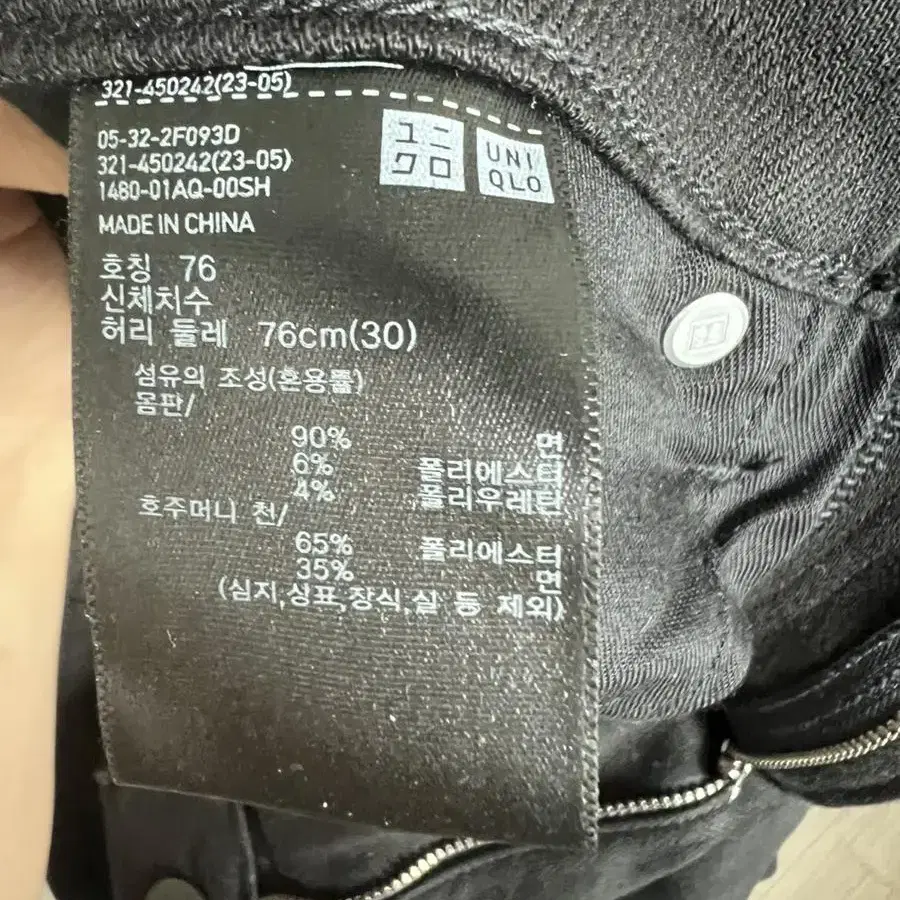 321-450242(23-05)
05-32-2F093D
321-450242(23-05)
1480-01AQ-00SH
MADE IN CHINA
ユニ
クロ
UNI
QLO
호칭 76
신체치수
허리 둘레 76cm(30)
섬유의 조성(혼용률)
몸판/
90% 면
6% 폴리에스터
4% 폴리우레탄
호주머니 천/
65% 폴리에스터
35% 면
(심지,상표,장식,실 등 제외)